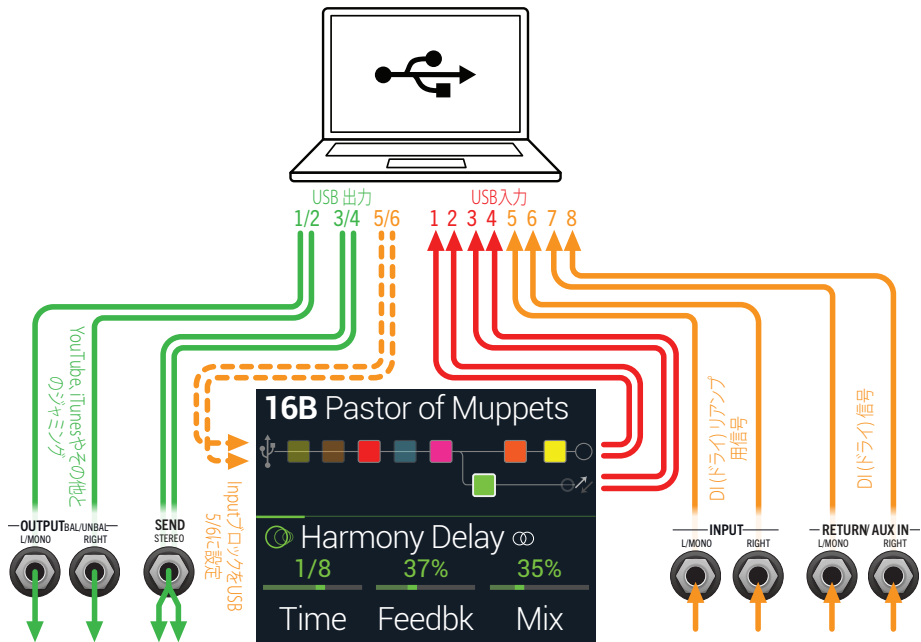 USB 出力
USB入力
1/2 3/4 5/6
1 2 3 4 5 6 7 8
YouTube、iTunesやその他と
のジャミング
InputブロックをUSB
5/6に設定
16B Pastor of Muppets
Harmony Delay
1/8 37% 35%
Time Feedbk Mix
DI (ドライ) リアンプ
用信号
DI (ドライ) 信号
OUTPUT BAL/UNBAL
L/MONO RIGHT
SEND
STEREO
INPUT
L/MONO RIGHT
RETURN/ AUX IN
L/MONO RIGHT